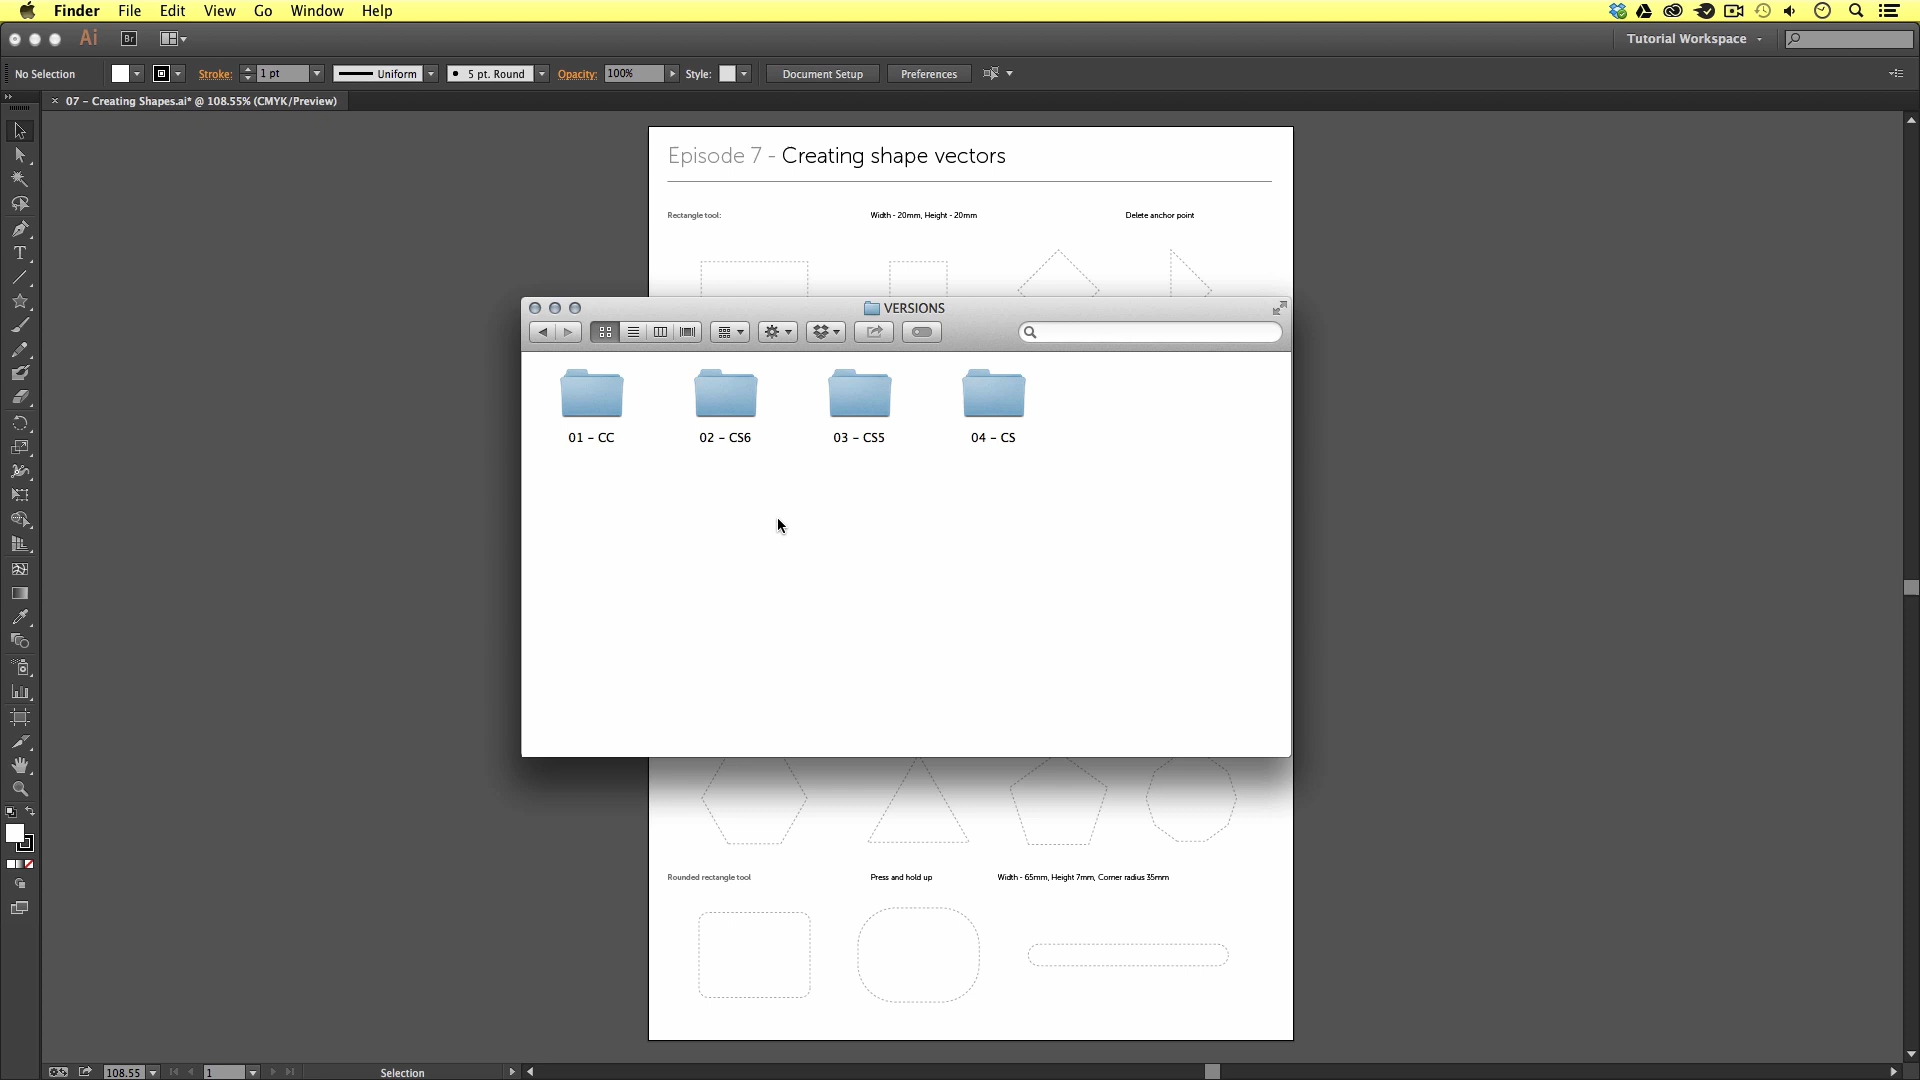 Finder File Edit View Go Window Help
Ai Br Tutorial Workspace
No Selection Stroke: 1 pt Uniform 5 pt. Round Opacity: 100% Style: Document Setup Preferences
× 07 - Creating Shapes.ai* @ 108.55% (CMYK/Preview)
Episode 7 - Creating shape vectors
Rectangle tool: Width - 20mm, Height - 20mm Delete anchor point
VERSIONS
01 - CC 02 - CS6 03 - CS5 04 - CS
Rounded rectangle tool Press and hold up Width - 65mm, Height 7mm, Corner radius 35mm
108.55 1 Selection